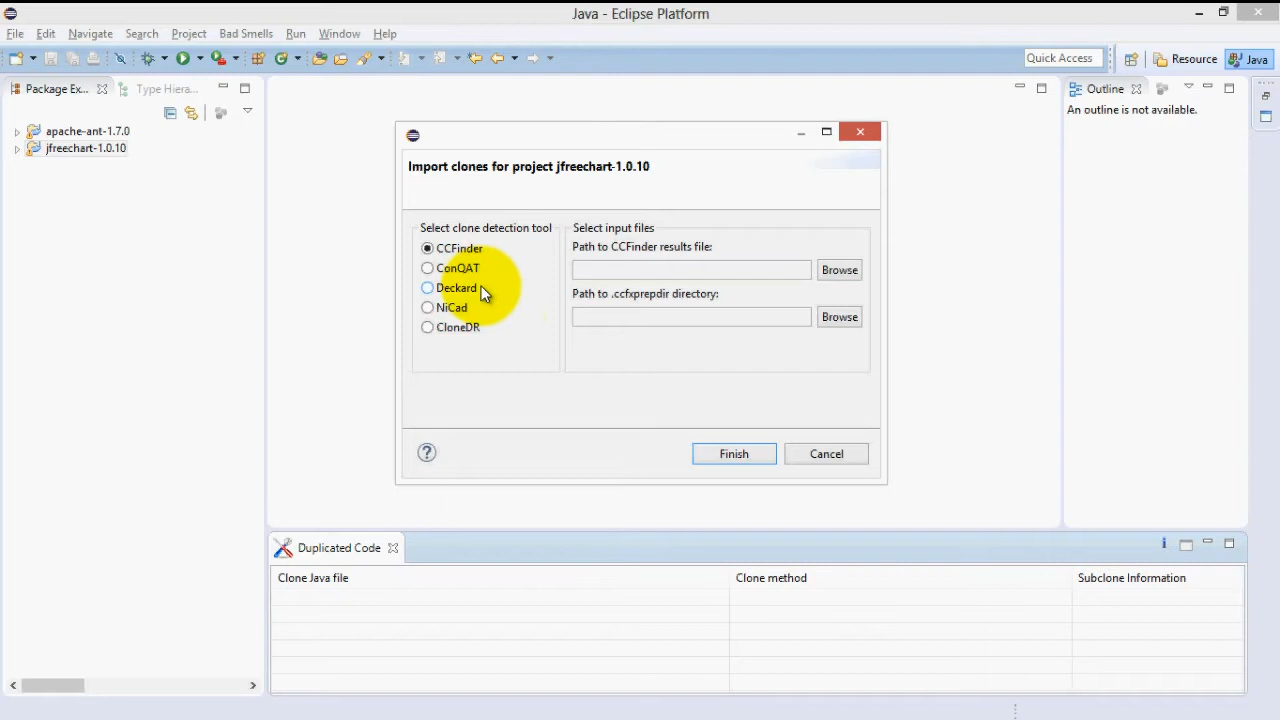 Java - Eclipse Platform
File Edit Navigate Search Project Bad Smells Run Window Help
Quick Access
Resource
Java
Package Ex...
Type Hiera...
apache-ant-1.7.0
jfreechart-1.0.10
Outline
An outline is not available.
Import clones for project jfreechart-1.0.10
Select clone detection tool
CCFinder
ConQAT
Deckard
NiCad
CloneDR
Select input files
Path to CCFinder results file:
Browse
Path to .ccfxprepdir directory:
Browse
?
Finish
Cancel
Duplicated Code
i
Clone Java file
Clone method
Subclone Information